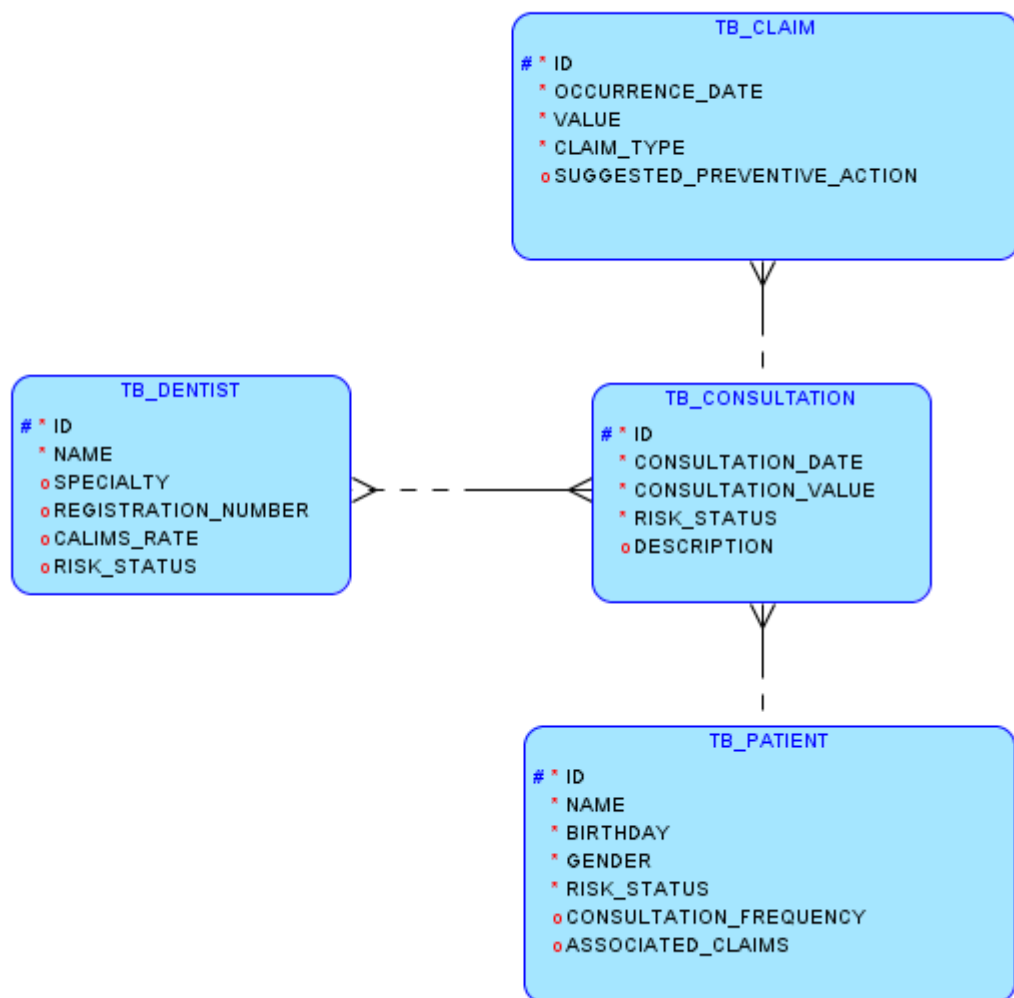 TB_CLAIM
# * ID
* OCCURRENCE_DATE
* VALUE
* CLAIM_TYPE
o SUGGESTED_PREVENTIVE_ACTION
TB_DENTIST
# * ID
* NAME
o SPECIALTY
o REGISTRATION_NUMBER
o CALIMS_RATE
o RISK_STATUS
TB_CONSULTATION
# * ID
* CONSULTATION_DATE
* CONSULTATION_VALUE
* RISK_STATUS
o DESCRIPTION
TB_PATIENT
# * ID
* NAME
* BIRTHDAY
* GENDER
* RISK_STATUS
o CONSULTATION_FREQUENCY
o ASSOCIATED_CLAIMS